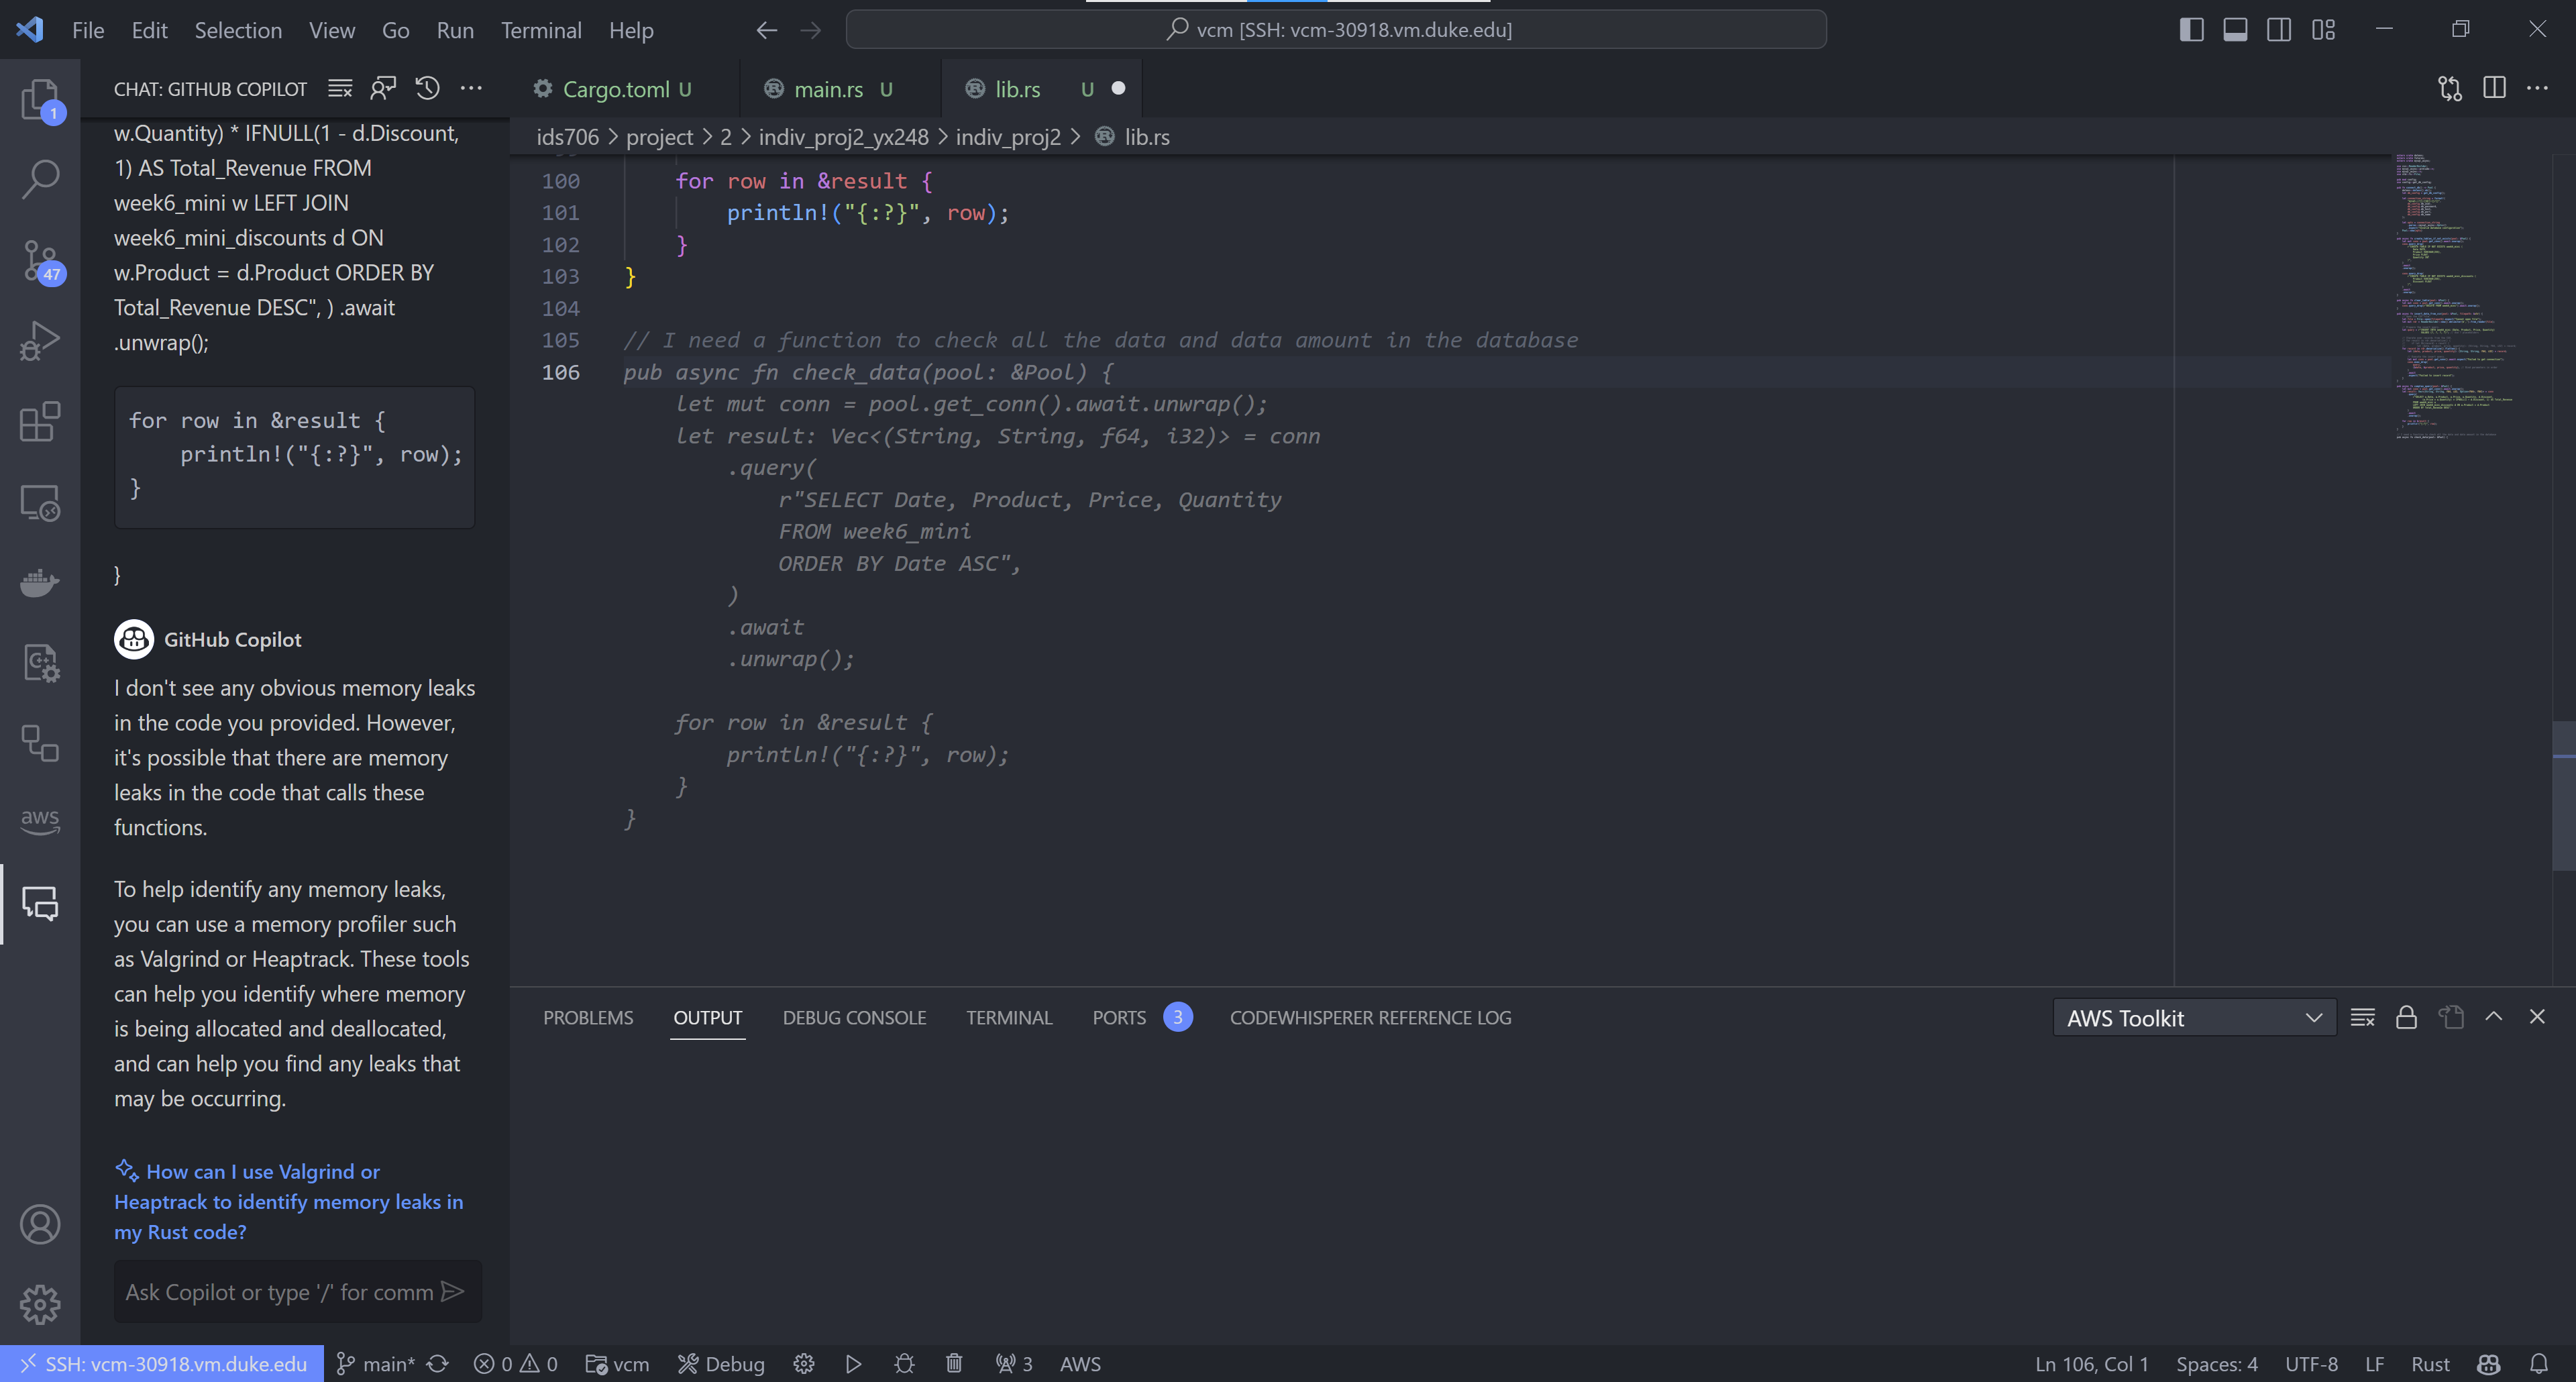 File Edit Selection View Go Run Terminal Help
vcm [SSH: vcm-30918.vm.duke.edu]
1
47
aws
CHAT: GITHUB COPILOT
w.Quantity) * IFNULL(1 - d.Discount,
1) AS Total_Revenue FROM
week6_mini w LEFT JOIN
week6_mini_discounts d ON
w.Product = d.Product ORDER BY
Total_Revenue DESC", ) .await
.unwrap();
for row in &result {
println!("{:?}", row);
}
}
GitHub Copilot
I don't see any obvious memory leaks
in the code you provided. However,
it's possible that there are memory
leaks in the code that calls these
functions.
To help identify any memory leaks,
you can use a memory profiler such
as Valgrind or Heaptrack. These tools
can help you identify where memory
is being allocated and deallocated,
and can help you find any leaks that
may be occurring.
How can I use Valgrind or
Heaptrack to identify memory leaks in
my Rust code?
Ask Copilot or type '/' for comm
Cargo.toml U
main.rs U
lib.rs U
ids706 > project > 2 > indiv_proj2_yx248 > indiv_proj2 > lib.rs
100 for row in &result {
101 println!("{:?}", row);
102 }
103 }
104
105 // I need a function to check all the data and data amount in the database
106 pub async fn check_data(pool: &Pool) {
let mut conn = pool.get_conn().await.unwrap();
let result: Vec<(String, String, f64, i32)> = conn
.query(
r"SELECT Date, Product, Price, Quantity
FROM week6_mini
ORDER BY Date ASC",
)
.await
.unwrap();
for row in &result {
println!("{:?}", row);
}
}
PROBLEMS OUTPUT DEBUG CONSOLE TERMINAL PORTS 3 CODEWHISPERER REFERENCE LOG
AWS Toolkit
SSH: vcm-30918.vm.duke.edu main* 0 0 vcm Debug 3 AWS
Ln 106, Col 1 Spaces: 4 UTF-8 LF Rust